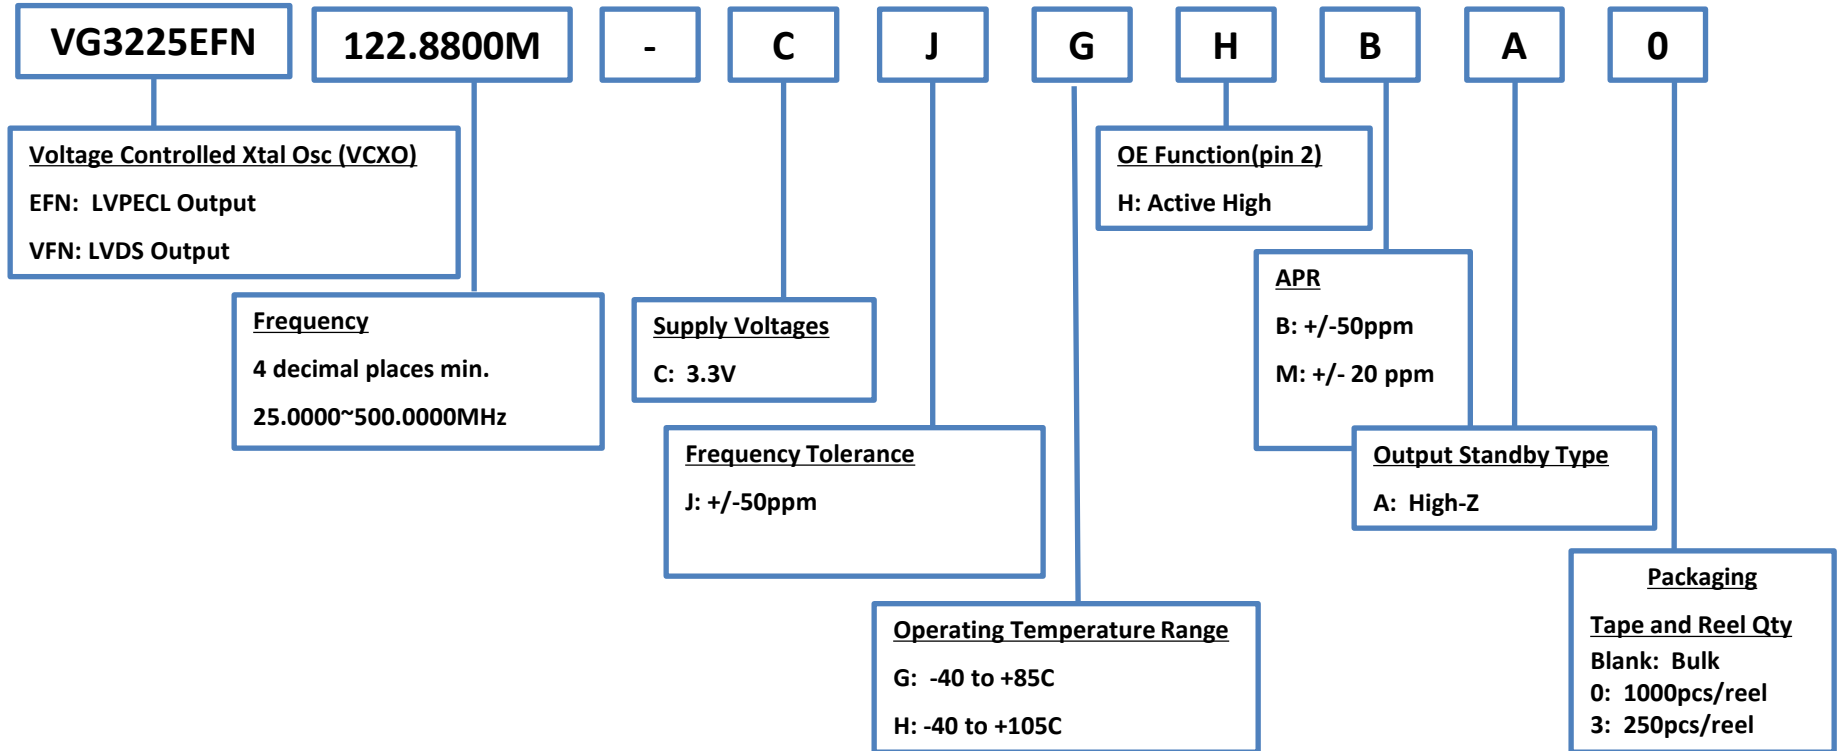 VG3225EFN 122.8800M - C J G H B A 0
Voltage Controlled Xtal Osc (VCXO)
EFN: LVPECL Output
VFN: LVDS Output
OE Function(pin 2)
H: Active High
APR
B: +/-50ppm
M: +/- 20 ppm
Frequency
4 decimal places min.
25.0000~500.0000MHz
Supply Voltages
C: 3.3V
Frequency Tolerance
J: +/-50ppm
Output Standby Type
A: High-Z
Operating Temperature Range
G: -40 to +85C
H: -40 to +105C
Packaging
Tape and Reel Qty
Blank: Bulk
0: 1000pcs/reel
3: 250pcs/reel